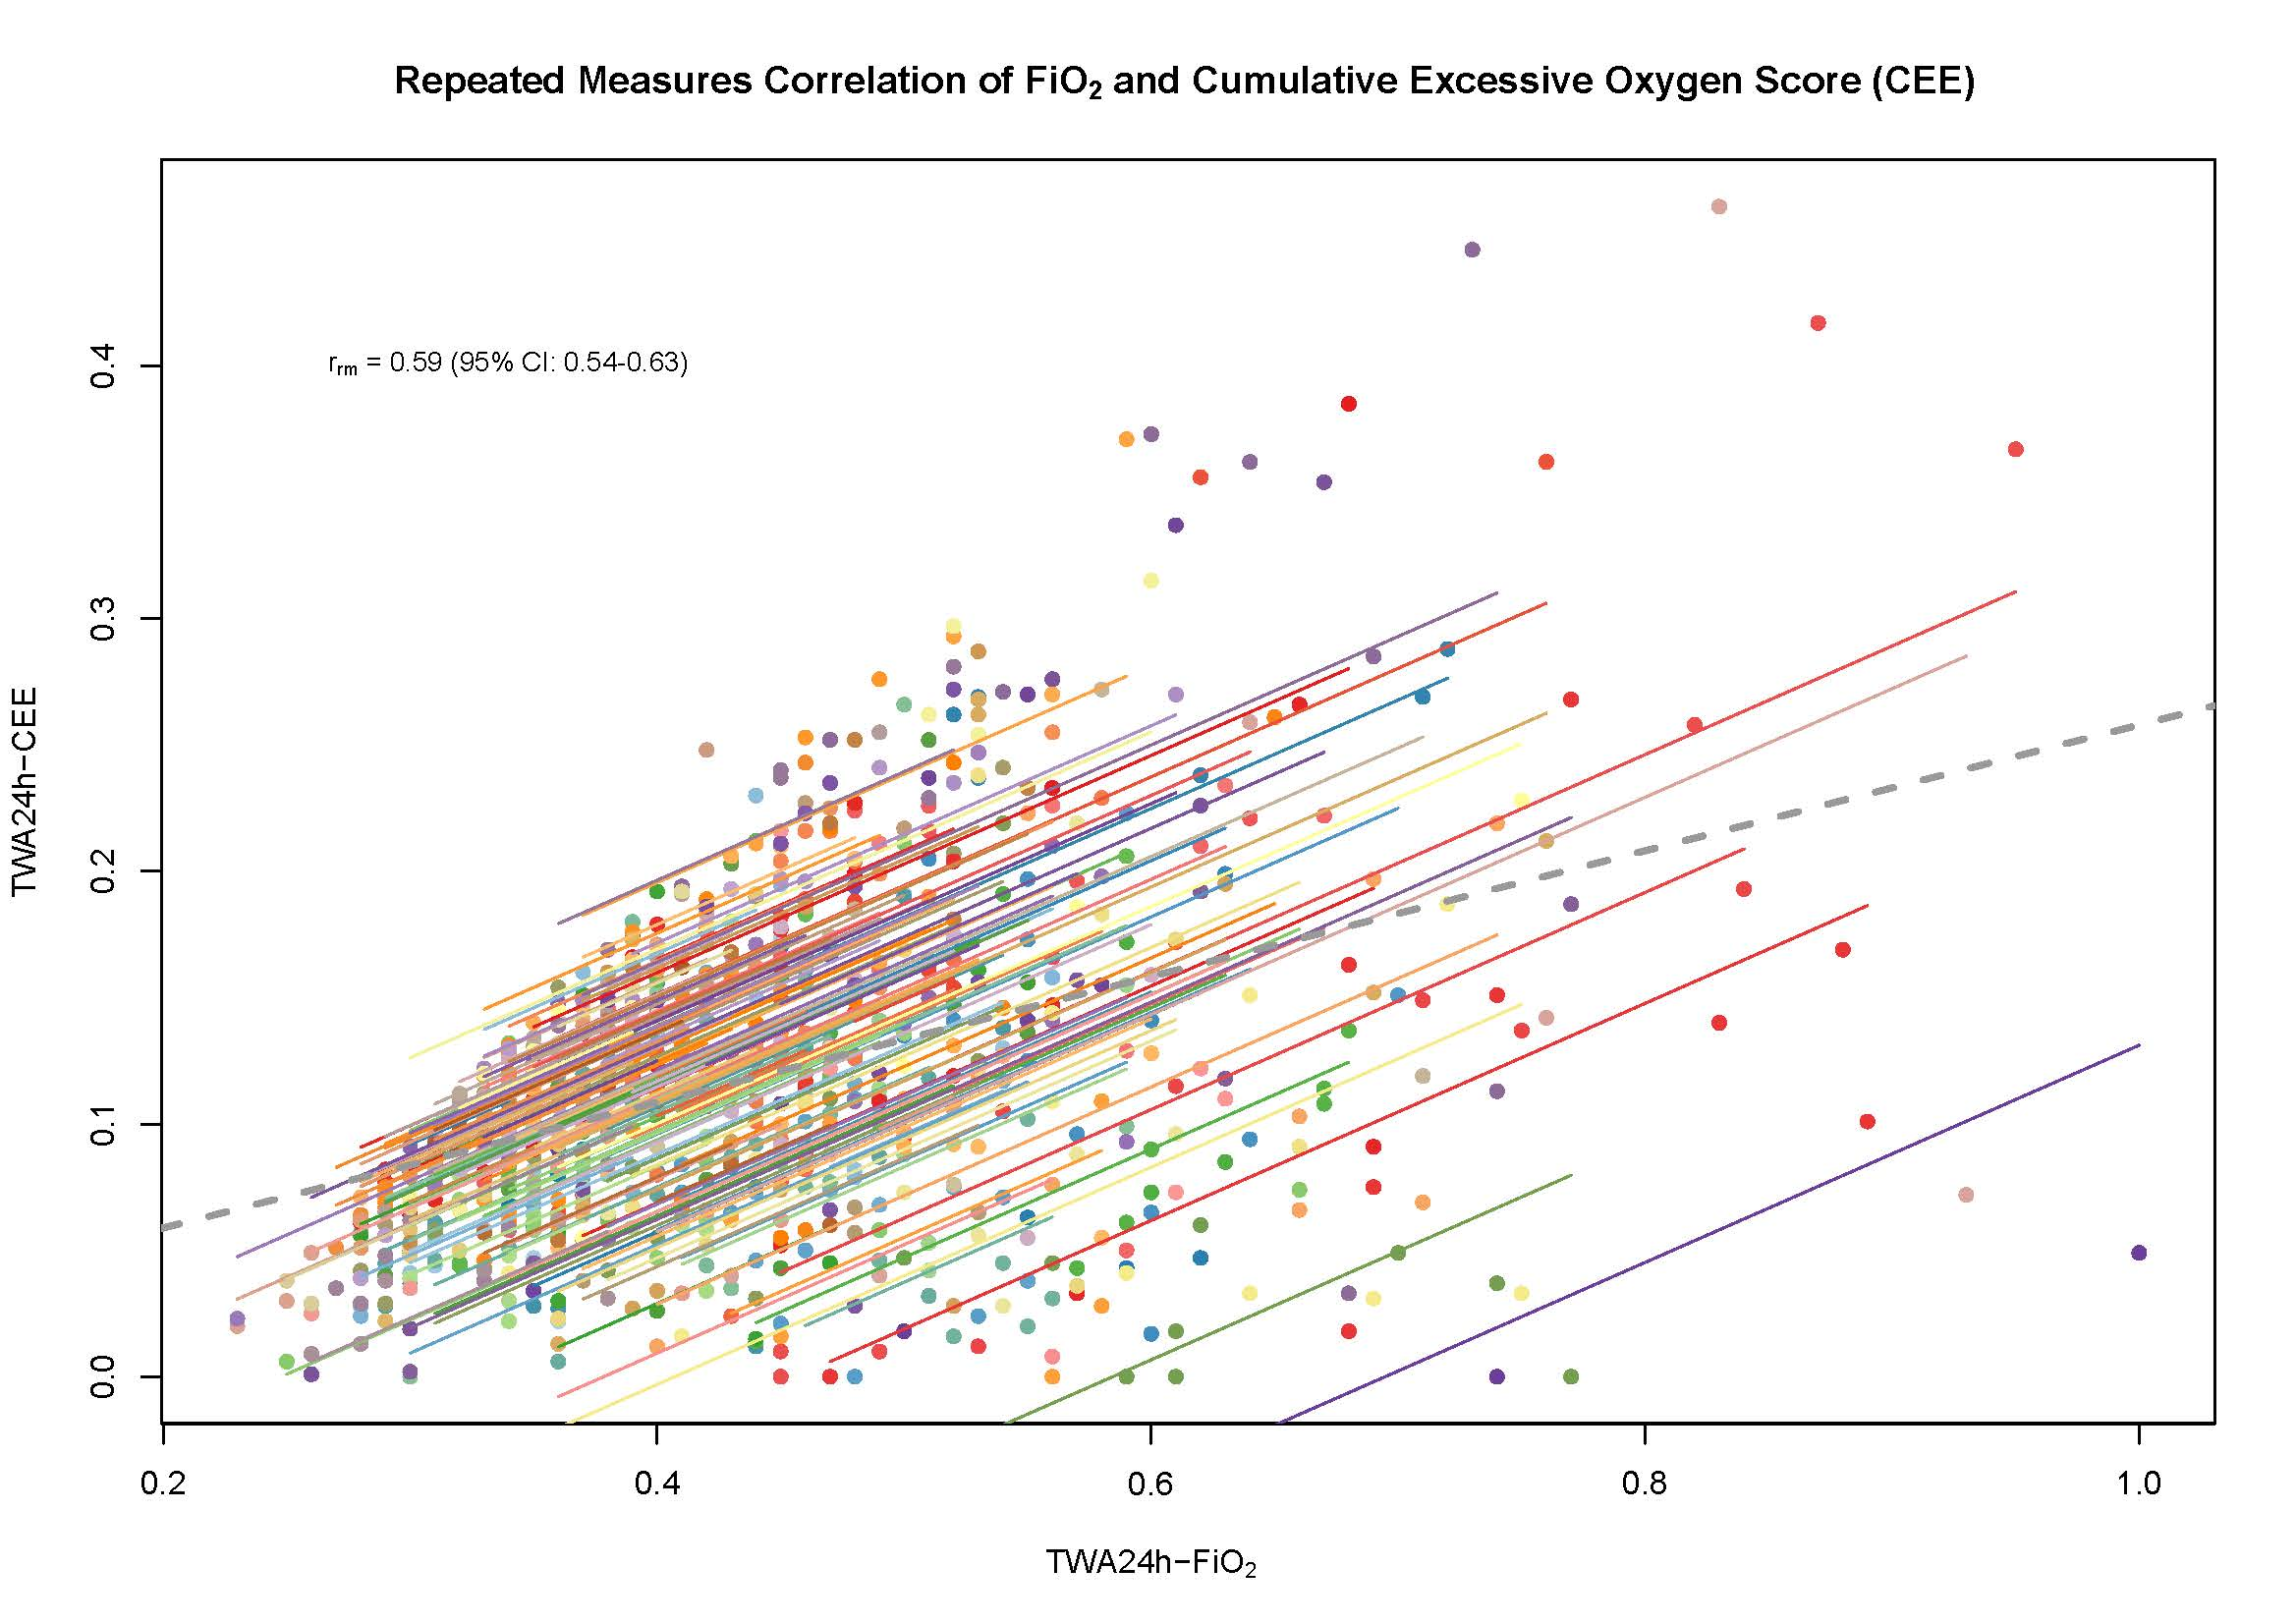 Repeated Measures Correlation of FiO₂ and Cumulative Excessive Oxygen Score (CEE)
r_rm = 0.59 (95% CI: 0.54-0.63)
TWA24h−CEE
0.4
0.3
0.2
0.1
0.0
0.2 0.4 0.6 0.8 1.0
TWA24h−FiO₂